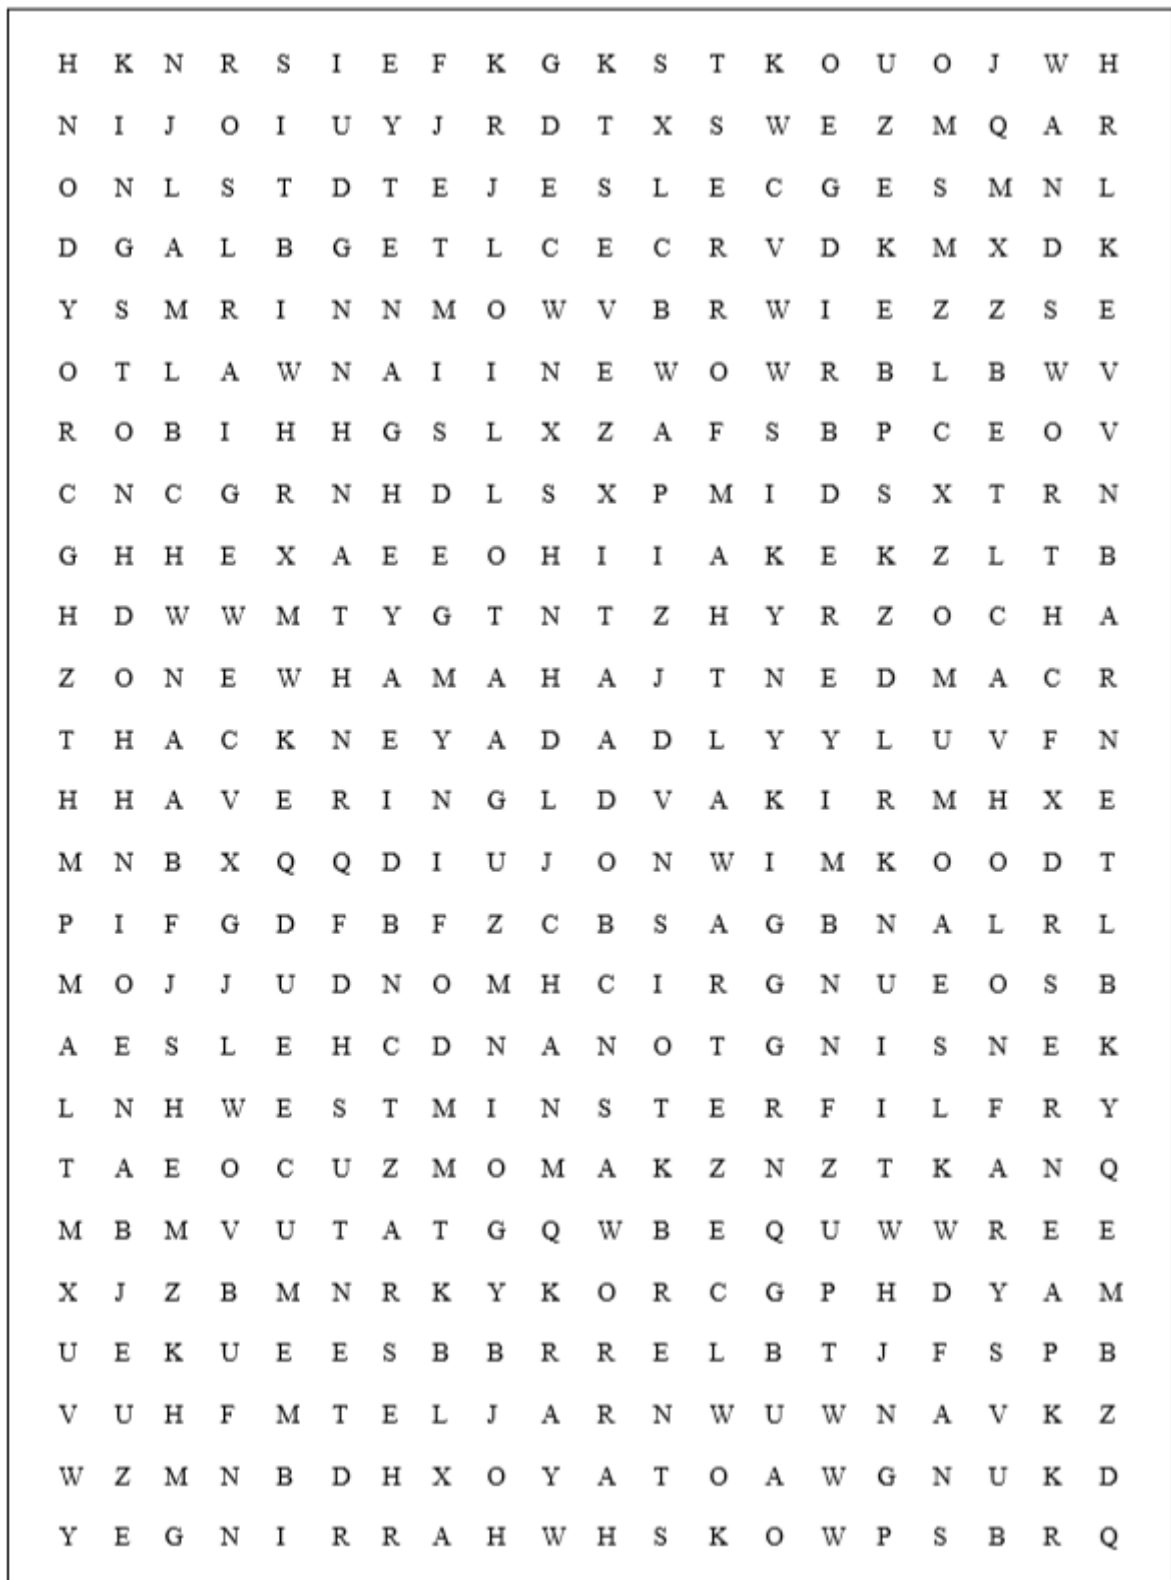 H K N R S I E F K G K S T K O U O J W H
N I J O I U Y J R D T X S W E Z M Q A R
O N L S T D T E J E S L E C G E S M N L
D G A L B G E T L C E C R V D K M X D K
Y S M R I N N M O W V B R W I E Z Z S E
O T L A W N A I I N E W O W R B L B W V
R O B I H H G S L X Z A F S B P C E O V
C N C G R N H D L S X P M I D S X T R N
G H H E X A E E O H I I A K E K Z L T B
H D W W M T Y G T N T Z H Y R Z O C H A
Z O N E W H A M A H A J T N E D M A C R
T H A C K N E Y A D A D L Y Y L U V F N
H H A V E R I N G L D V A K I R M H X E
M N B X Q Q D I U J O N W I M K O O D T
P I F G D F B F Z C B S A G B N A L R L
M O J J U D N O M H C I R G N U E O S B
A E S L E H C D N A N O T G N I S N E K
L N H W E S T M I N S T E R F I L F R Y
T A E O C U Z M O M A K Z N Z T K A N Q
M B M V U T A T G Q W B E Q U W W R E E
X J Z B M N R K Y K O R C G P H D Y A M
U E K U E E S B B R R E L B T J F S P B
V U H F M T E L J A R N W U W N A V K Z
W Z M N B D H X O Y A T O A W G N U K D
Y E G N I R R A H W H S K O W P S B R Q